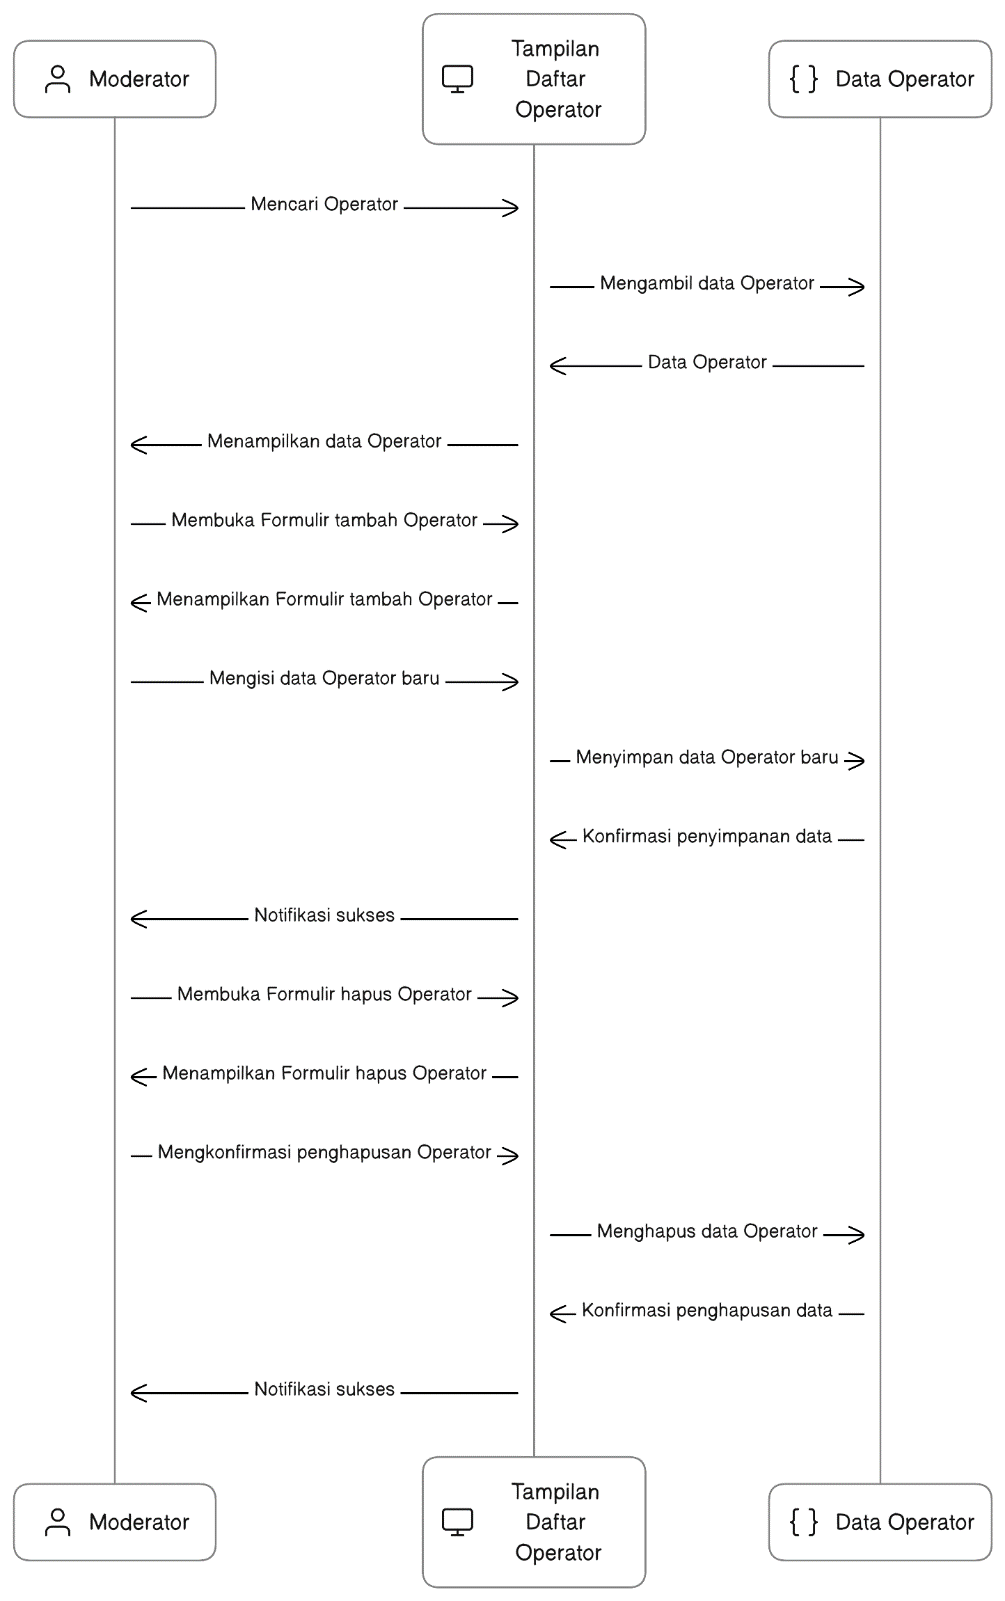 Moderator
Tampilan
Daftar
Operator
Data Operator
Mencari Operator
Mengambil data Operator
Data Operator
Menampilkan data Operator
Membuka Formulir tambah Operator
Menampilkan Formulir tambah Operator
Mengisi data Operator baru
Menyimpan data Operator baru
Konfirmasi penyimpanan data
Notifikasi sukses
Membuka Formulir hapus Operator
Menampilkan Formulir hapus Operator
Mengkonfirmasi penghapusan Operator
Menghapus data Operator
Konfirmasi penghapusan data
Notifikasi sukses
Moderator
Tampilan
Daftar
Operator
Data Operator